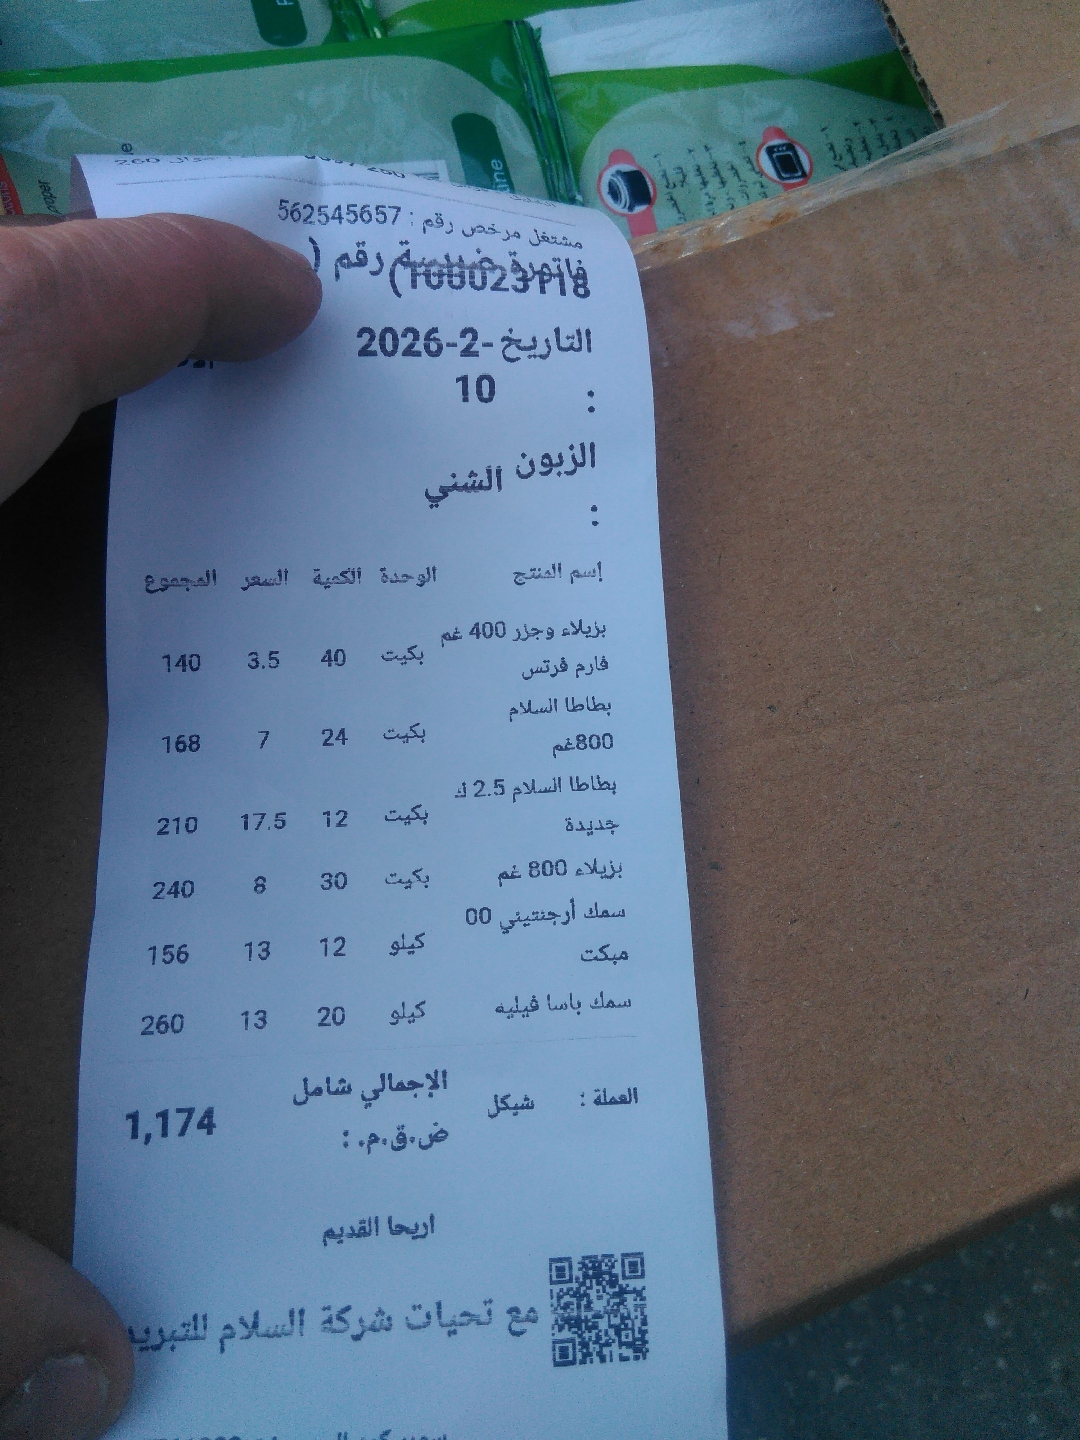 مشتغل مرخص رقم : 562545657
فاتورة ضريبية رقم (
100023118)
التاريخ 2026-2-
: 10
الزبون الشني
:
إسم المنتج الوحدة الكمية السعر المجموع
بزيلاء وجزر 400 غم
فارم فرتس بكيت 40 3.5 140
بطاطا السلام
800غم بكيت 24 7 168
بطاطا السلام 2.5 ك
جديدة بكيت 12 17.5 210
بزيلاء 800 غم بكيت 30 8 240
سمك أرجنتيني 00
مبكت كيلو 12 13 156
سمك باسا فيليه كيلو 20 13 260
العملة : شيكل الإجمالي شامل
ض.ق.م. : 1,174
اريحا القديم
مع تحيات شركة السلام للتبريد